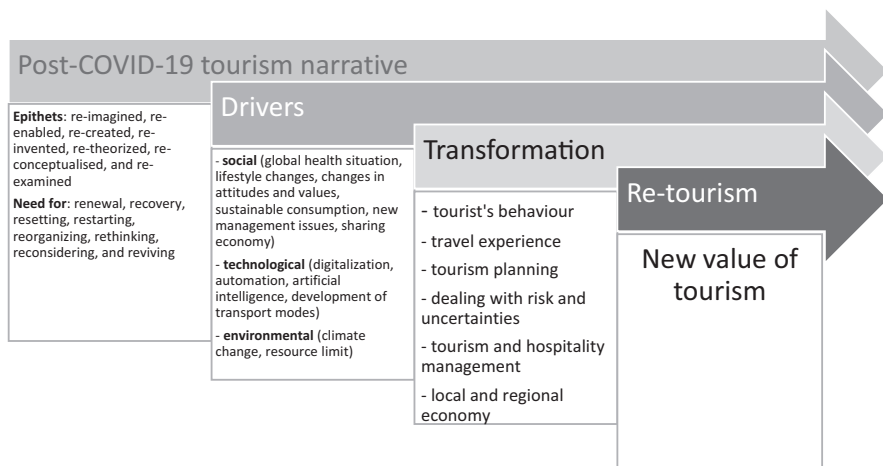 Post-COVID-19 tourism narrative
Epithets: re-imagined, re-
enabled, re-created, re-
invented, re-theorized, re-
conceptualised, and re-
examined
Need for: renewal, recovery,
resetting, restarting,
reorganizing, rethinking,
reconsidering, and reviving
Drivers
- social (global health situation,
lifestyle changes, changes in
attitudes and values,
sustainable consumption, new
management issues, sharing
economy)
- technological (digitalization,
automation, artificial
intelligence, development of
transport modes)
- environmental (climate
change, resource limit)
Transformation
- tourist's behaviour
- travel experience
- tourism planning
- dealing with risk and
uncertainties
- tourism and hospitality
management
- local and regional
economy
Re-tourism
New value of
tourism